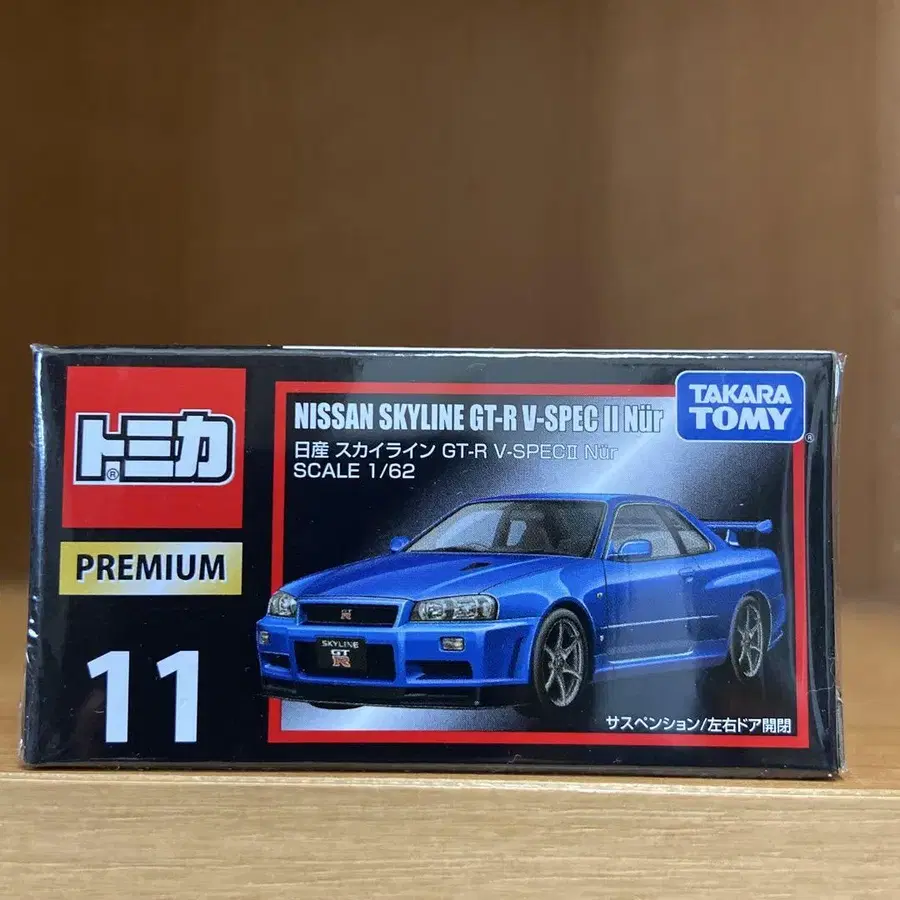 トミカ
®
PREMIUM
11
NISSAN SKYLINE GT-R V-SPEC II Nür
日産 スカイライン GT-R V-SPECⅡ Nür
SCALE 1/62
TAKARA
TOMY
®
SKYLINE
GT
R
サスペンション/左右ドア開閉